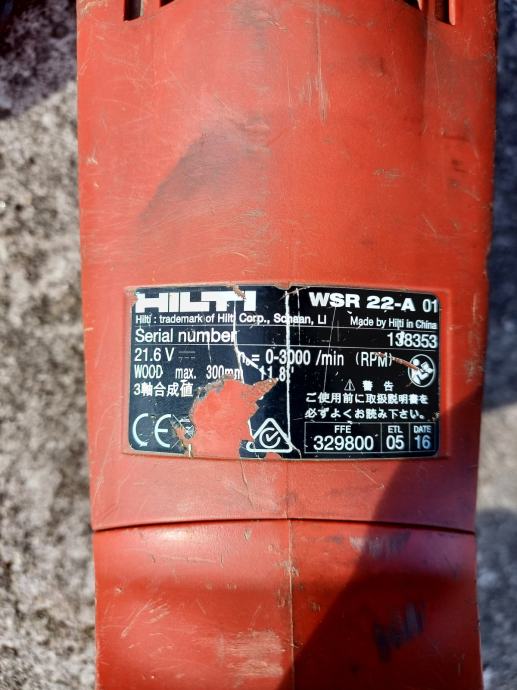 HILTI WSR 22-A 01
Hilti : trademark of Hilti Corp., Schaan, LI Made by Hilti in China
Serial number 138353
21.6 V n₀ = 0-3000 /min (RPM)
WOOD max. 300mm 11.8"
3軸合成値 ⚠ 警告
ご使用前に取扱説明書を
必ずよくお読み下さい。
CE
FFE ETL DATE
329800 05 16